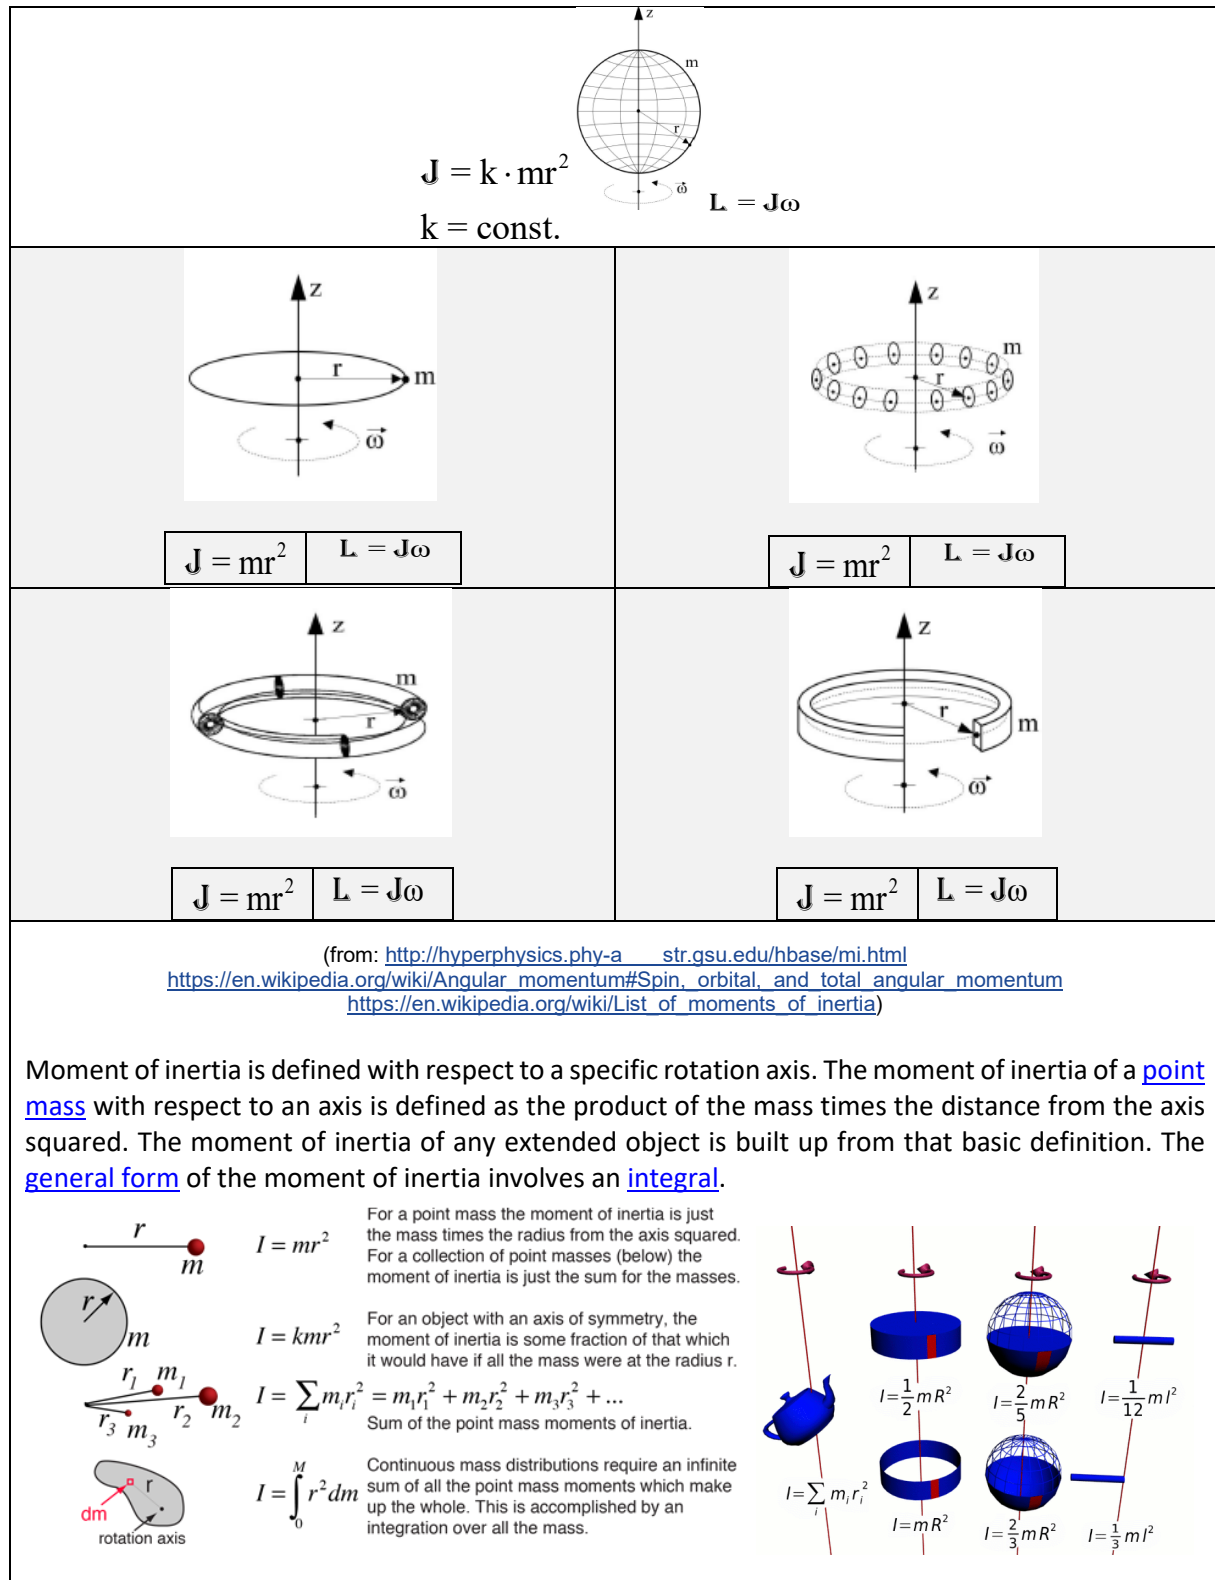 z
m
r
ω⃗
J = k · mr²
k = const.
L = Jω
z
r
m
ω⃗
J = mr²
L = Jω
z
m
r
ω⃗
J = mr²
L = Jω
z
m
r
ω⃗
J = mr²
L = Jω
z
r
m
ω⃗
J = mr²
L = Jω
(from: http://hyperphysics.phy-a str.gsu.edu/hbase/mi.html
https://en.wikipedia.org/wiki/Angular_momentum#Spin,_orbital,_and_total_angular_momentum
https://en.wikipedia.org/wiki/List_of_moments_of_inertia)
Moment of inertia is defined with respect to a specific rotation axis. The moment of inertia of a point
mass with respect to an axis is defined as the product of the mass times the distance from the axis
squared. The moment of inertia of any extended object is built up from that basic definition. The
general form of the moment of inertia involves an integral.
r
m
I = mr²
For a point mass the moment of inertia is just
the mass times the radius from the axis squared.
For a collection of point masses (below) the
moment of inertia is just the sum for the masses.
r
m
I = kmr²
For an object with an axis of symmetry, the
moment of inertia is some fraction of that which
it would have if all the mass were at the radius r.
r₁ m₁
r₂ m₂
r₃ m₃
I = ∑ᵢ mᵢrᵢ² = m₁r₁² + m₂r₂² + m₃r₃² + ...
Sum of the point mass moments of inertia.
r
dm
rotation axis
I = ∫₀ᴹ r²dm
Continuous mass distributions require an infinite
sum of all the point mass moments which make
up the whole. This is accomplished by an
integration over all the mass.
I=∑ᵢ mᵢrᵢ²
I=1/2 mR²
I=2/5 mR²
I=1/12 ml²
I=mR²
I=2/3 mR²
I=1/3 ml²